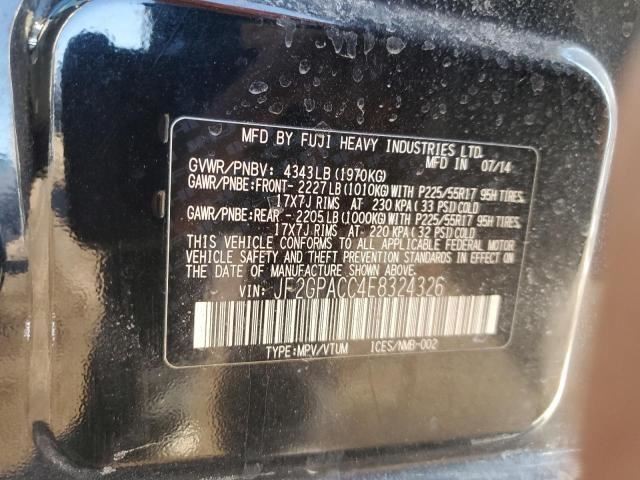 MFD BY FUJI HEAVY INDUSTRIES LTD.
MFD IN 07/14
GVWR/PNBV: 4343LB (1970KG)
GAWR/PNBE:FRONT- 2227LB(1010KG)WITH P225/55R17 95H TIRES,
17X7J RIMS AT 230 KPA ( 33 PSI)COLD
GAWR/PNBE:REAR - 2205LB(1000KG)WITH P225/55R17 95H TIRES,
17X7J RIMS AT 220 KPA ( 32 PSI)COLD
THIS VEHICLE CONFORMS TO ALL APPLICABLE FEDERAL MOTOR
VEHICLE SAFETY THEFT PREVENTION STANDARDS IN EFFECT ON
THE DATE OF MANUFACTURE SHOWN ABOVE.
VIN: JF2GPACC4E8324326
TYPE:MPV/VTUM ICES/NMB-002